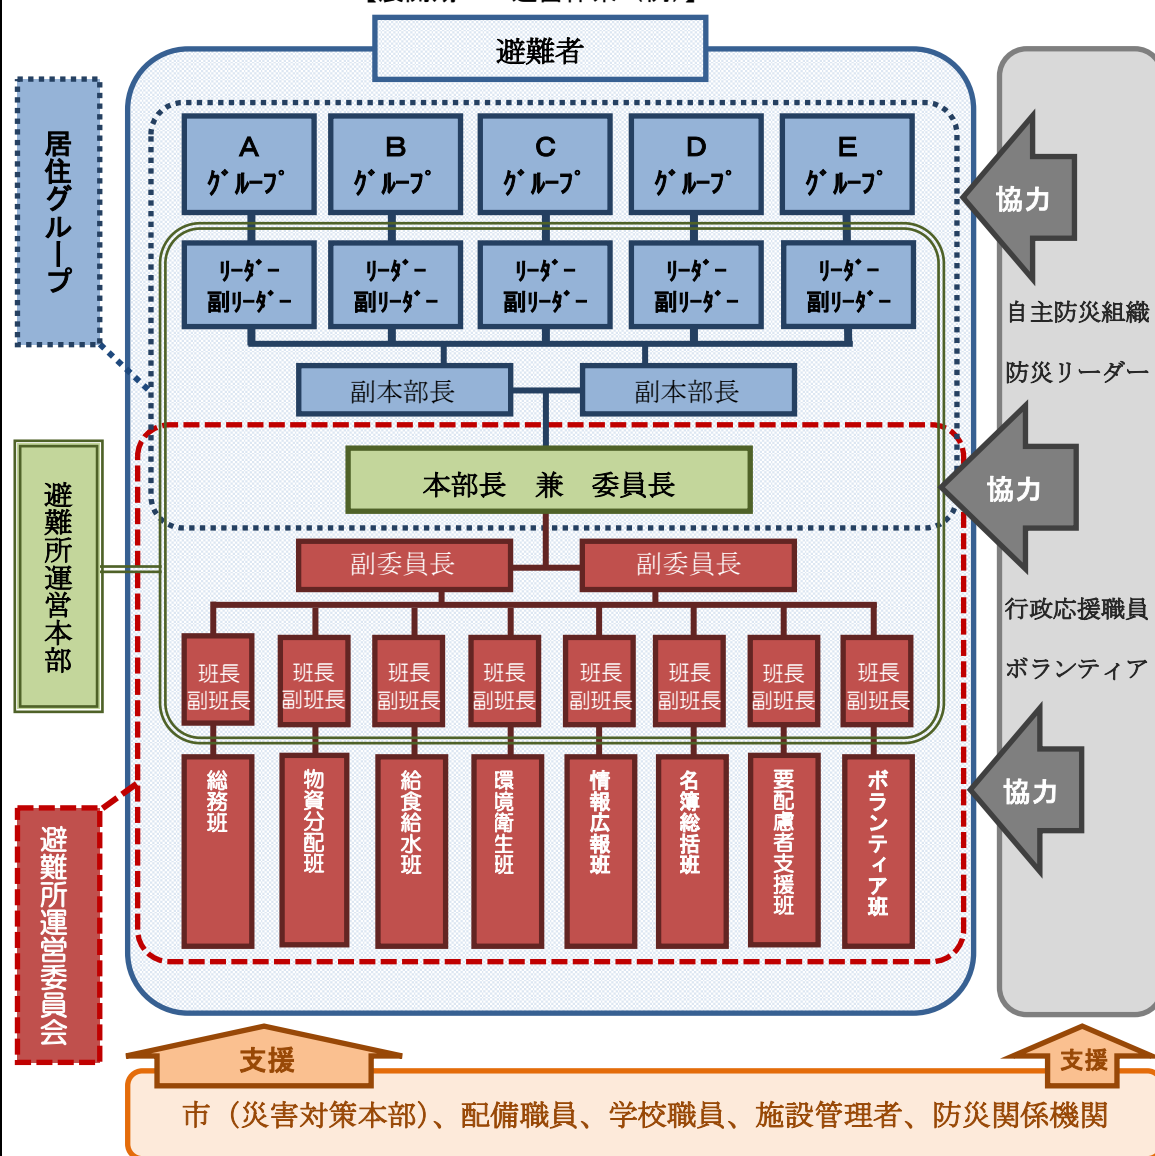 避難者
居住グループ
A
グループ
B
グループ
C
グループ
D
グループ
E
グループ
リーダー
副リーダー
リーダー
副リーダー
リーダー
副リーダー
リーダー
副リーダー
リーダー
副リーダー
副本部長
副本部長
本部長 兼 委員長
避難所運営本部
副委員長
副委員長
班長
副班長
班長
副班長
班長
副班長
班長
副班長
班長
副班長
班長
副班長
班長
副班長
班長
副班長
総務班
物資分配班
給食給水班
環境衛生班
情報広報班
名簿総括班
要配慮者支援班
ボランティア班
避難所運営委員会
協力
自主防災組織
防災リーダー
協力
行政応援職員
ボランティア
協力
支援
支援
市（災害対策本部）、配備職員、学校職員、施設管理者、防災関係機関